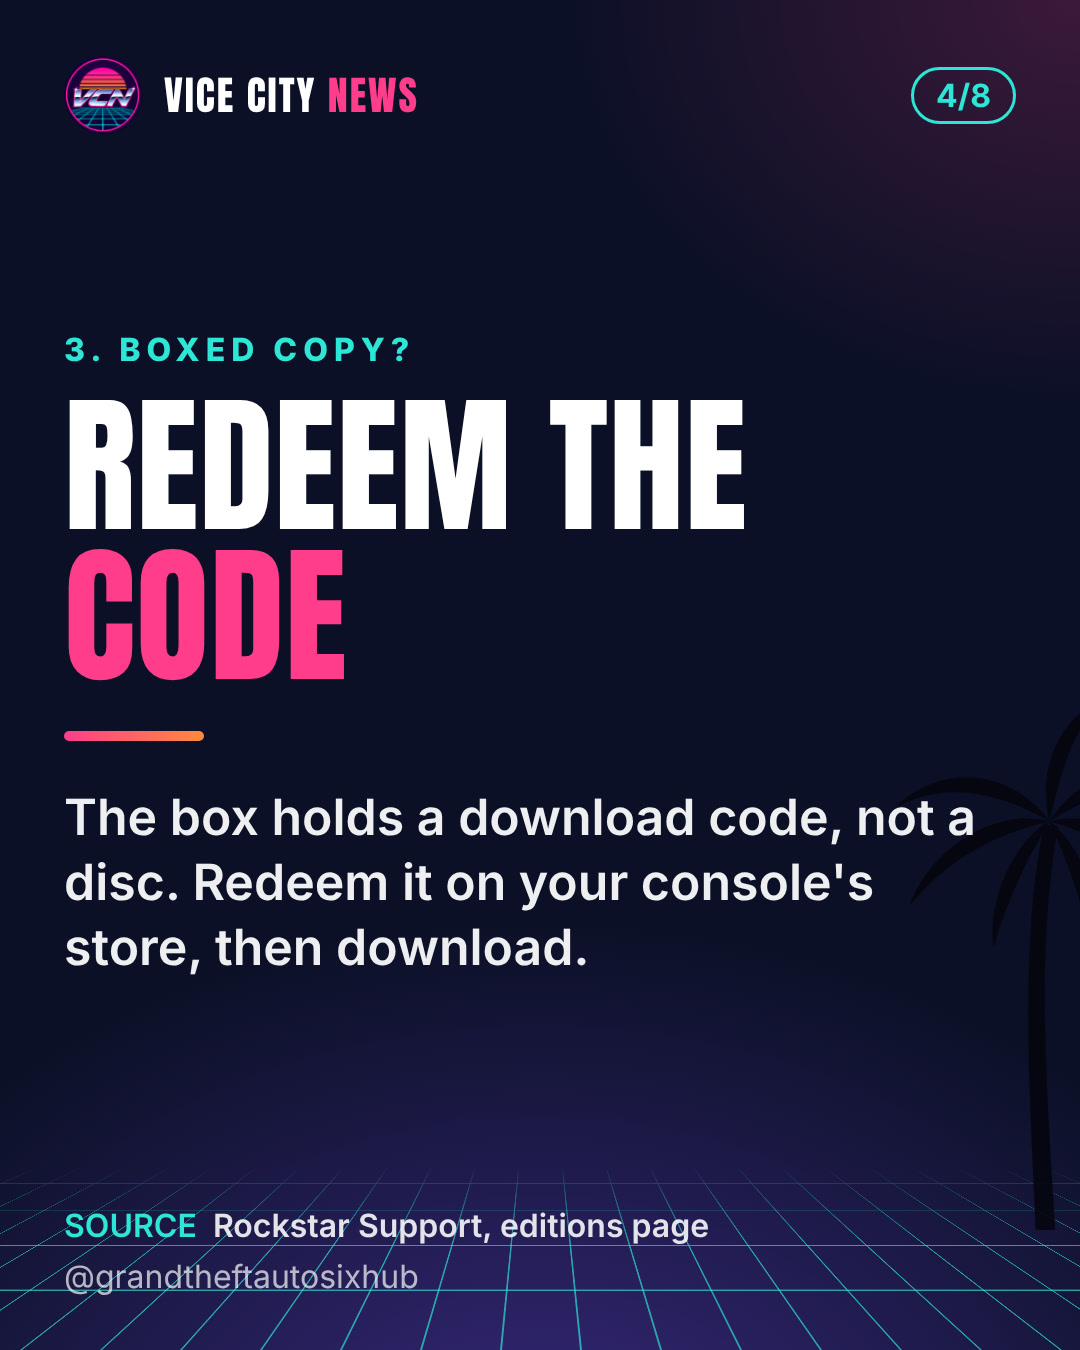 VCN
VICE CITY NEWS
4/8
3. BOXED COPY?
REDEEM THE
CODE
The box holds a download code, not a
disc. Redeem it on your console's
store, then download.
SOURCE Rockstar Support, editions page
@grandtheftautosixhub